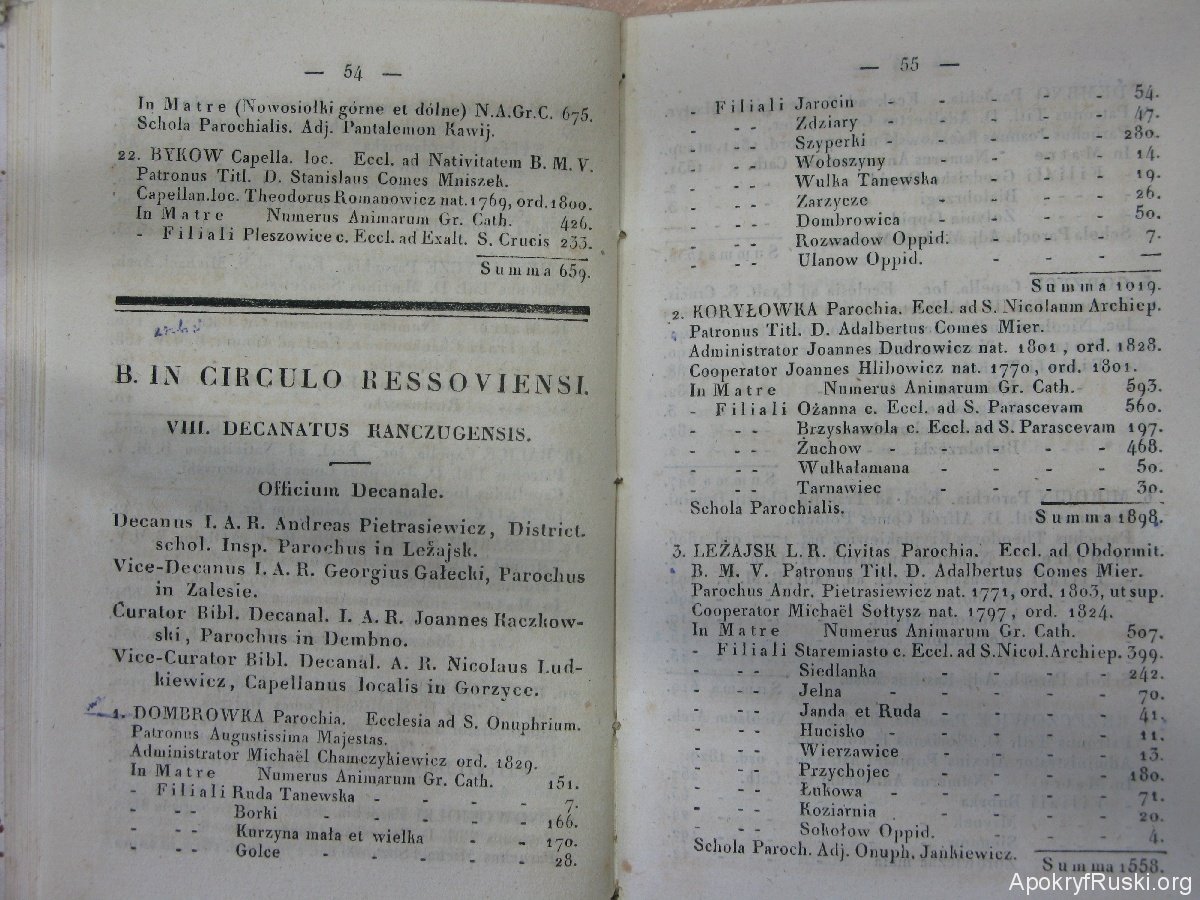 — 54 —
In Matre (Nowosiołki górne et dólne) N.A.Gr.C. 675.
Schola Parochialis. Adj. Pantalemon Kawij.
22. BYKOW Capella. loc. Eccl. ad Nativitatem B. M. V.
Patronus Titl. D. Stanislaus Comes Mniszek.
Capellan. loc. Theodorus Romanowicz nat. 1769, ord. 1800.
In Matre Numerus Animarum Gr. Cath. 426.
- Filiali Pleszowice c. Eccl. ad Exalt. S. Crucis 233.
Summa 659.
B. IN CIRCULO RESSOVIENSI.
VIII. DECANATUS KANCZUGENSIS.
Officium Decanale.
Decanus I. A. R. Andreas Pietrasiewicz, District.
schol. Insp. Parochus in Ležajsk.
Vice-Decanus I. A. R. Georgius Gałecki, Parochus
in Zalesie.
Curator Bibl. Decanal. I. A. R. Joannes Kaczkow-
ski, Parochus in Dembno.
Vice-Curator Bibl. Decanal. A. R. Nicolaus Lud-
kiewicz, Capellanus localis in Gorzyce.
1. DOMBROWKA Parochia. Ecclesia ad S. Onuphrium.
Patronus Augustissima Majestas.
Administrator Michaël Chamczykiewicz ord. 1829.
In Matre Numerus Animarum Gr. Cath. 151.
- Filiali Ruda Tanewska - - - - 7.
- - - Borki - - - - - 166.
- - - Kurzyna mała et wielka - - 170.
- - - Golce - - - - - 28.
— 55 —
- Filiali Jarocin - - - - 54.
- - - Zdziary - - - - 47.
- - - Szyperki - - - - - 280.
- - - Wołoszyny - - - - 14.
- - - Wulka Tanewska - - - 19.
- - - Zarzycze - - - - 26.
- - - Dombrowica - - - - 50.
- - - Rozwadow Oppid. - - - 7.
- - - Ulanow Oppid. - - - —
Summa 1019.
2. KORYŁOWKA Parochia. Eccl. ad S. Nicolaum Archiep.
Patronus Titl. D. Adalbertus Comes Mier.
Administrator Joannes Dudrowicz nat. 1801, ord. 1828.
Cooperator Joannes Hlibowicz nat. 1770, ord. 1801.
In Matre Numerus Animarum Gr. Cath. - 593.
- Filiali Ożanna c. Eccl. ad S. Parascevam 560.
- - - Brzyskawola c. Eccl. ad S. Parascevam 197.
- - - Żuchow - - - - 468.
- - - Wulkałamana - - - - 50.
- - - Tarnawiec - - - - 30.
Schola Parochialis.
Summa 1898.
3. LEŻAJSK L. R. Civitas Parochia. Eccl. ad Obdormit.
B. M. V. Patronus Titl. D. Adalbertus Comes Mier.
Parochus Andr. Pietrasiewicz nat. 1771, ord. 1803, ut sup.
Cooperator Michaël Sołtysz nat. 1797, ord. 1824.
In Matre Numerus Animarum Gr. Cath. 507.
- Filiali Staremiasto c. Eccl. ad S. Nicol. Archiep. 399.
- - - Siedlanka - - - - 242.
- - - Jelna - - - - 70.
- - - Janda et Ruda - - - - 41.
- - - Hucisko - - - - 11.
- - - Wierzawice - - - - 13.
- - - Przychojec - - - - 180.
- - - Łukowa - - - - 71.
- - - Koziarnia - - - - 20.
- - - Sokołow Oppid. - - - 4.
Schola Paroch. Adj. Onuph. Jankiewicz.
Summa 1558.
ApokryfRuski.org